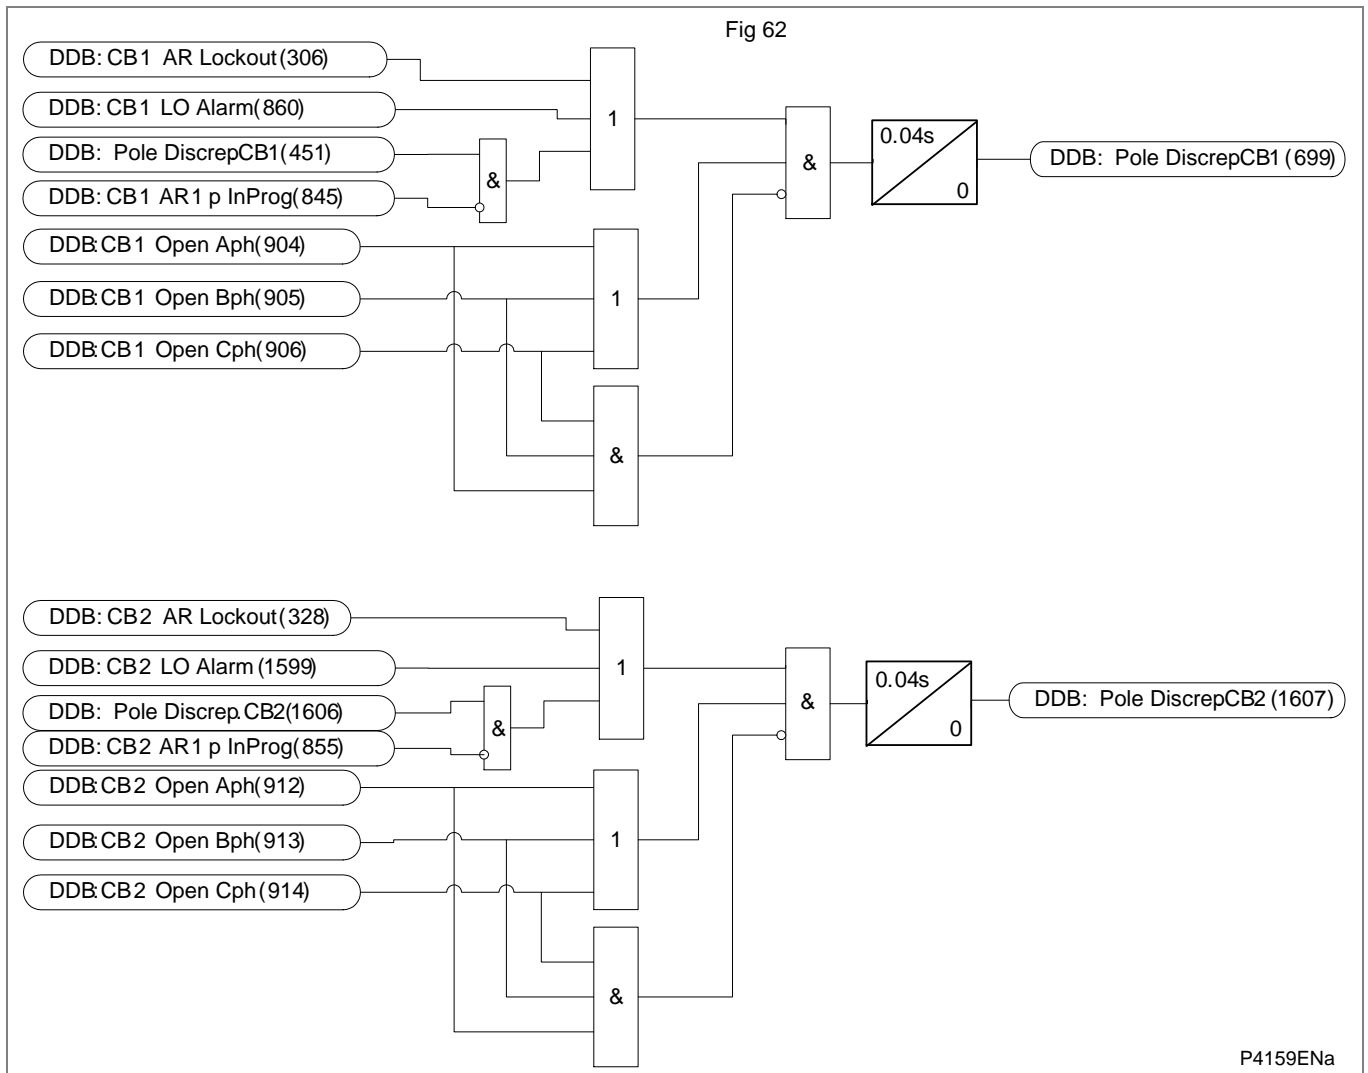 Fig 62
DDB: CB1 AR Lockout(306)
DDB: CB1 LO Alarm(860)
DDB: Pole DiscrepCB1(451)
DDB: CB1 AR1 p InProg(845)
DDB:CB1 Open Aph(904)
DDB:CB1 Open Bph(905)
DDB:CB1 Open Cph(906)
&
1
1
&
&
0.04s
0
DDB: Pole DiscrepCB1 (699)
DDB: CB2 AR Lockout(328)
DDB: CB2 LO Alarm (1599)
DDB: Pole Discrep.CB2(1606)
DDB: CB2 AR1 p InProg(855)
DDB:CB2 Open Aph(912)
DDB:CB2 Open Bph(913)
DDB:CB2 Open Cph(914)
&
1
1
&
&
0.04s
0
DDB: Pole DiscrepCB2 (1607)
P4159ENa